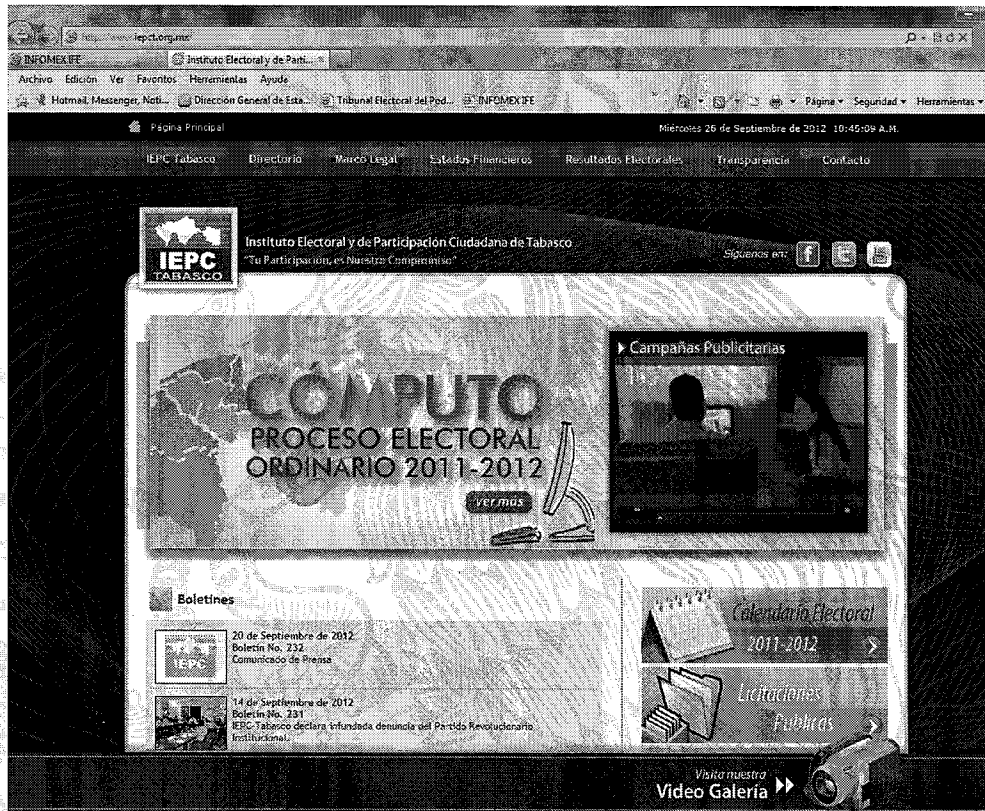 http://www.iepct.org.mx
INFOMEX IFE
Instituto Electoral y de Parti...
Archivo Edición Ver Favoritos Herramientas Ayuda
Hotmail, Messenger, Noti... Dirección General de Esta... Tribunal Electoral del Pod... INFOMEX IFE
Página Seguridad Herramientas
Página Principal
Miércoles 26 de Septiembre de 2012 10:45:09 A.M.
IEPC Tabasco Directorio Marco Legal Estados Financieros Resultados Electorales Transparencia Contacto
IEPC
TABASCO
Instituto Electoral y de Participación Ciudadana de Tabasco
"Tu Participación, es Nuestro Compromiso"
Síguenos en:
COMPUTO
PROCESO ELECTORAL
ORDINARIO 2011-2012
ver más
Campañas Publicitarias
Boletines
20 de Septiembre de 2012
Boletín No. 232
Comunicado de Prensa
IEPC
14 de Septiembre de 2012
Boletín No. 231
IEPC Tabasco declara infundada denuncia del Partido Revolucionario
Institucional.
Calendario Electoral
2011-2012
Licitaciones
Públicas
Visita nuestra
Video Galería